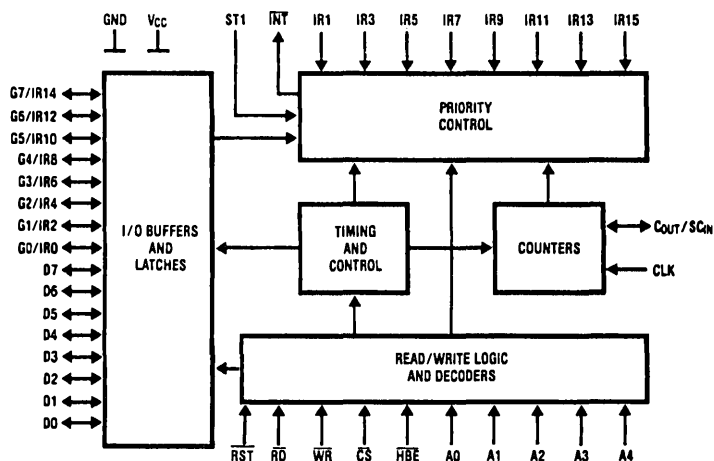 GND VCC ST1 INT IR1 IR3 IR5 IR7 IR9 IR11 IR13 IR15
G7/IR14
G6/IR12
G5/IR10
G4/IR8
G3/IR6
G2/IR4
G1/IR2
G0/IR0
D7
D6
D5
D4
D3
D2
D1
D0
I/O BUFFERS
AND
LATCHES
PRIORITY
CONTROL
TIMING
AND
CONTROL
COUNTERS
COUT/SCIN
CLK
READ/WRITE LOGIC
AND DECODERS
RST RD WR CS HBE A0 A1 A2 A3 A4